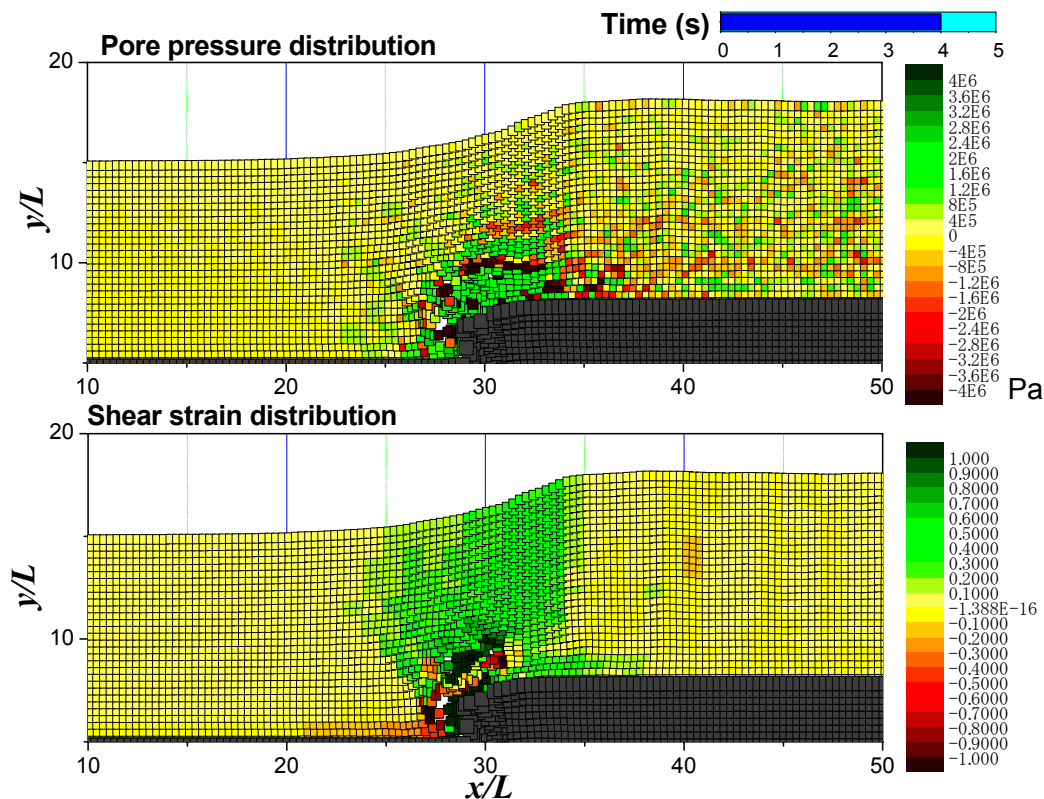 Time (s)
0 1 2 3 4 5
Pore pressure distribution
20
10
y/L
10 20 30 40 50
4E6
3.6E6
3.2E6
2.8E6
2.4E6
2E6
1.6E6
1.2E6
8E5
4E5
0
−4E5
−8E5
−1.2E6
−1.6E6
−2E6
−2.4E6
−2.8E6
−3.2E6
−3.6E6
−4E6
Pa
Shear strain distribution
20
10
y/L
10 20 30 40 50
x/L
1.000
0.9000
0.8000
0.7000
0.6000
0.5000
0.4000
0.3000
0.2000
0.1000
−1.388E−16
−0.1000
−0.2000
−0.3000
−0.4000
−0.5000
−0.6000
−0.7000
−0.8000
−0.9000
−1.000